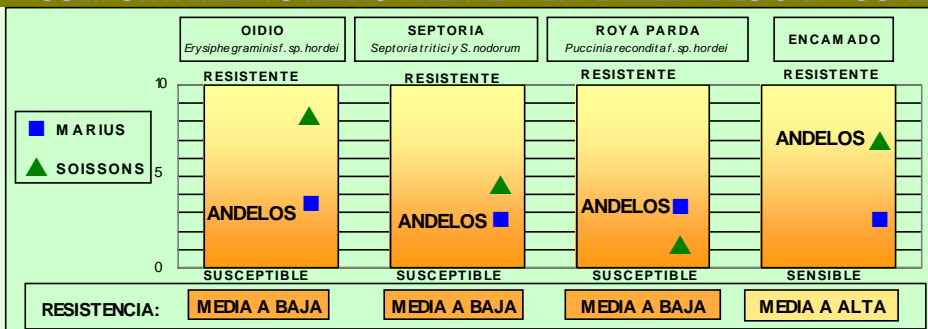 OIDIO
Erysiphe graminis f. sp. hordei
SEPTORIA
Septoria tritici y S. nodorum
ROYA PARDA
Puccinia recondita f. sp. hordei
ENCAMADO
RESISTENTE
RESISTENTE
RESISTENTE
RESISTENTE
10
MARIUS
SOISSONS
5
0
ANDELOS
ANDELOS
ANDELOS
ANDELOS
SUSCEPTIBLE
SUSCEPTIBLE
SUSCEPTIBLE
SENSIBLE
RESISTENCIA:
MEDIA A BAJA
MEDIA A BAJA
MEDIA A BAJA
MEDIA A ALTA